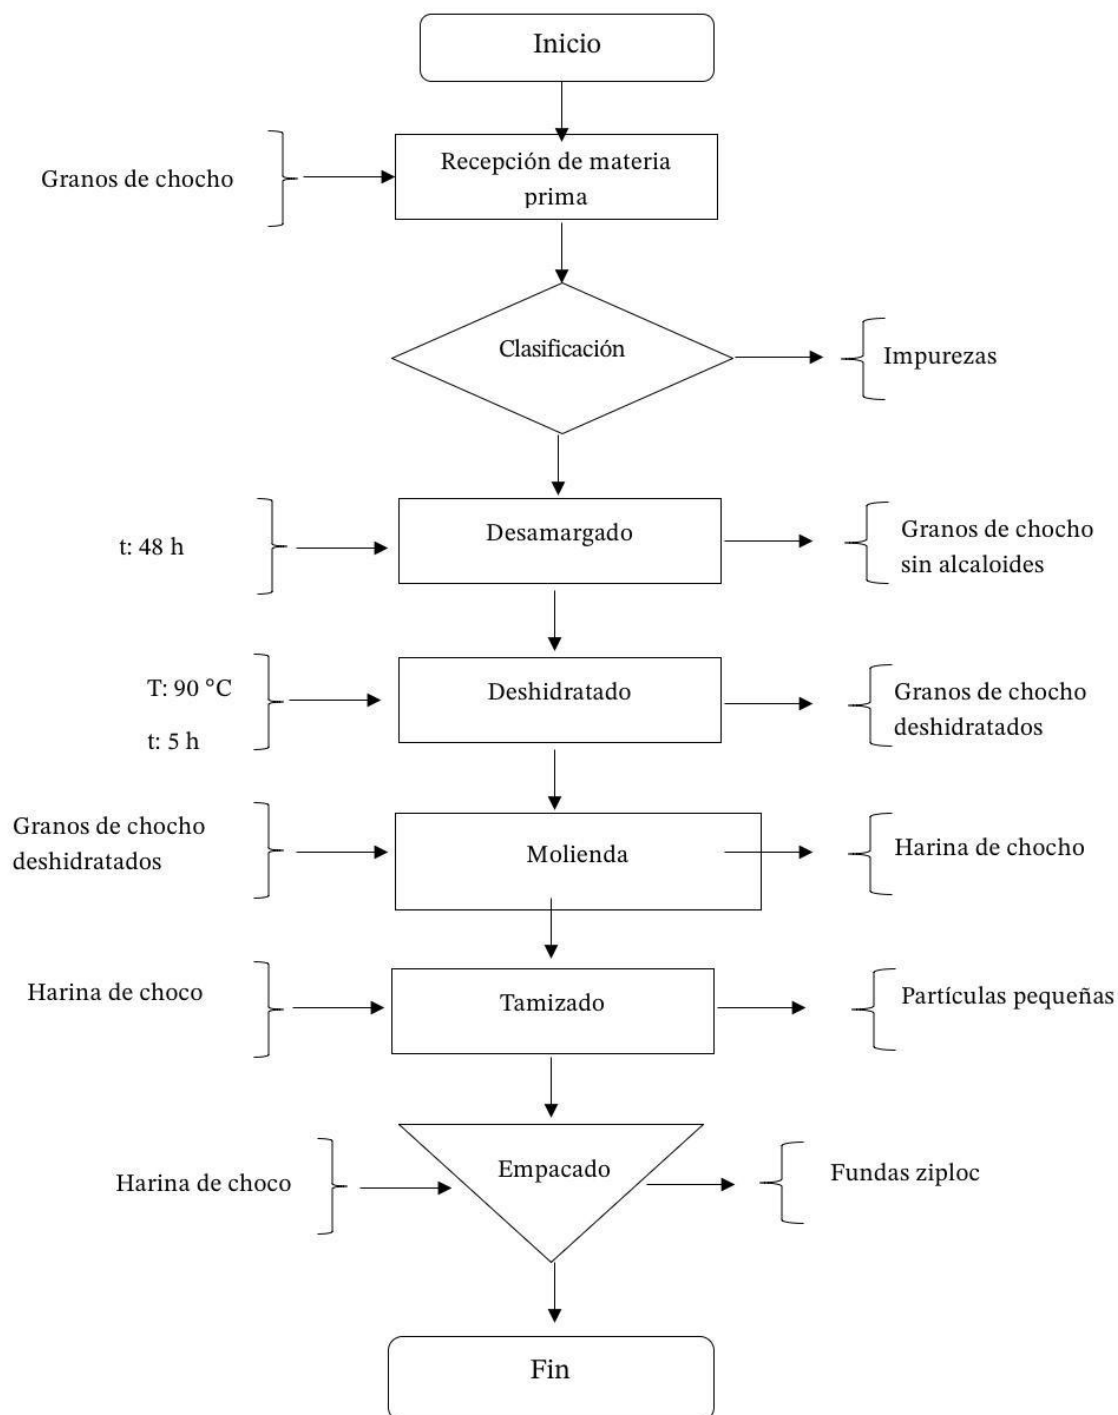 Inicio
Granos de chocho
Recepción de materia
prima
Clasificación
Impurezas
t: 48 h
Desamargado
Granos de chocho
sin alcaloides
T: 90 °C
t: 5 h
Deshidratado
Granos de chocho
deshidratados
Granos de chocho
deshidratados
Molienda
Harina de chocho
Harina de choco
Tamizado
Partículas pequeñas
Harina de choco
Empacado
Fundas ziploc
Fin